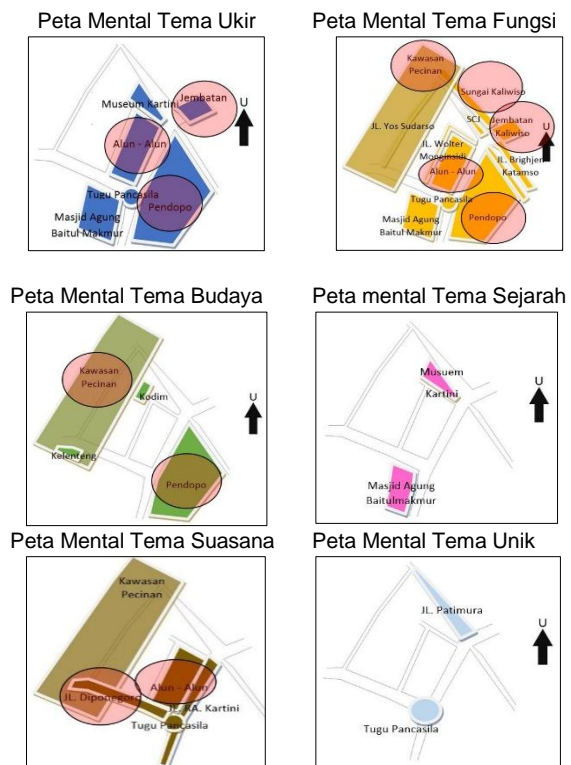 Peta Mental Tema Ukir
Museum Kartini
Jembatan
U
Alun - Alun
Tugu Pancasila
Pendopo
Masjid Agung
Baitul Makmur
Peta Mental Tema Fungsi
Kawasan
Pecinan
Sungai Kaliwiso
JL. Yos Sudarso
SCJ
Jembatan
Kaliwiso
U
JL. Wolter
Monginsidi
JL. Brighjen
Katamso
Alun - Alun
Tugu Pancasila
Masjid Agung
Baitul Makmur
Pendopo
Peta Mental Tema Budaya
Kawasan
Pecinan
Kodim
U
Kelenteng
Pendopo
Peta mental Tema Sejarah
Musuem
Kartini
U
Masjid Agung
Baitulmakmur
Peta Mental Tema Suasana
Kawasan
Pecinan
JL. Diponegoro
Alun - Alun
JL. RA. Kartini
Tugu Pancasila
Peta Mental Tema Unik
JL. Patimura
U
Tugu Pancasila